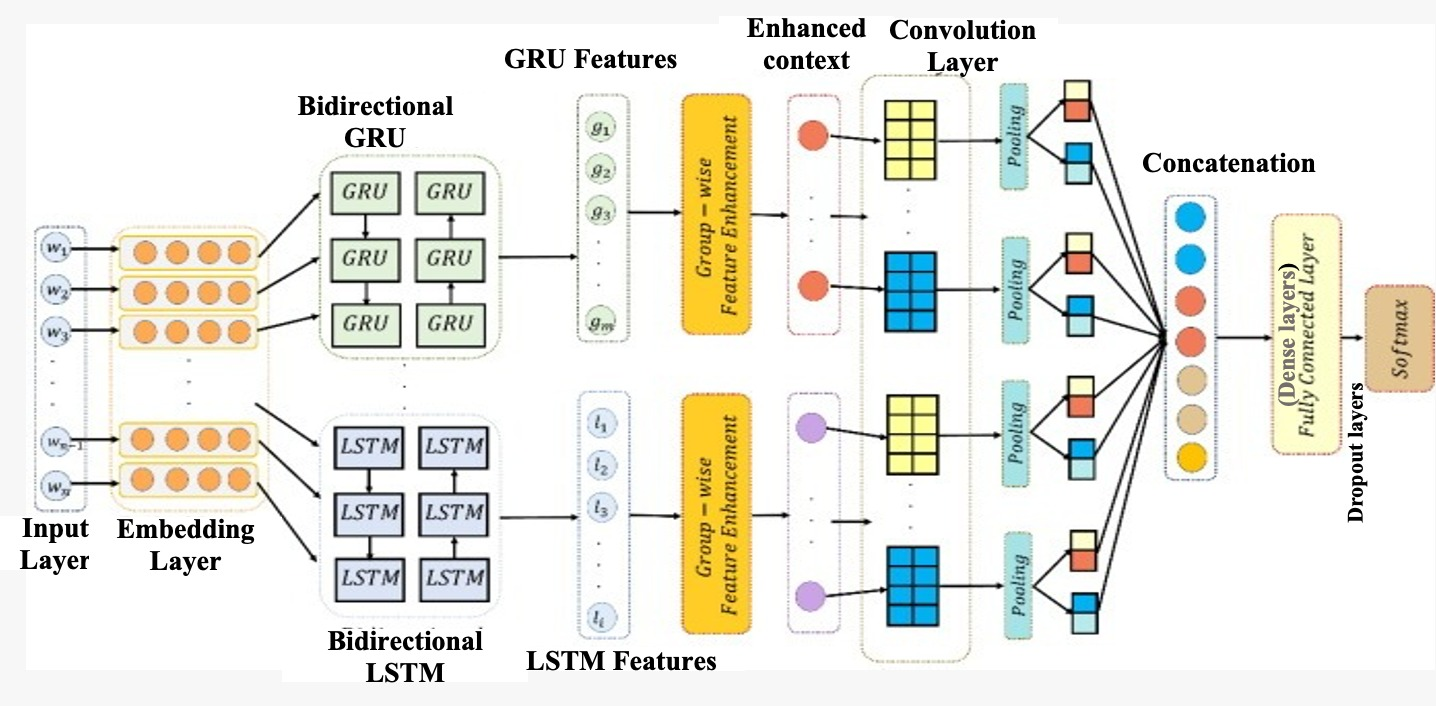 Enhanced
context
Convolution
Layer
GRU Features
Bidirectional
GRU
Concatenation
w1
w2
w3
wn-1
wn
Input
Layer
Embedding
Layer
GRU GRU
GRU GRU
GRU GRU
LSTM LSTM
LSTM LSTM
LSTM LSTM
Bidirectional
LSTM
g1
g2
g3
gm
l1
l2
l3
li
LSTM Features
Group – wise
Feature Enhancement
Group – wise
Feature Enhancement
Pooling
Pooling
Pooling
Pooling
(Dense layers)
Fully Connected Layer
Dropout layers
Softmax